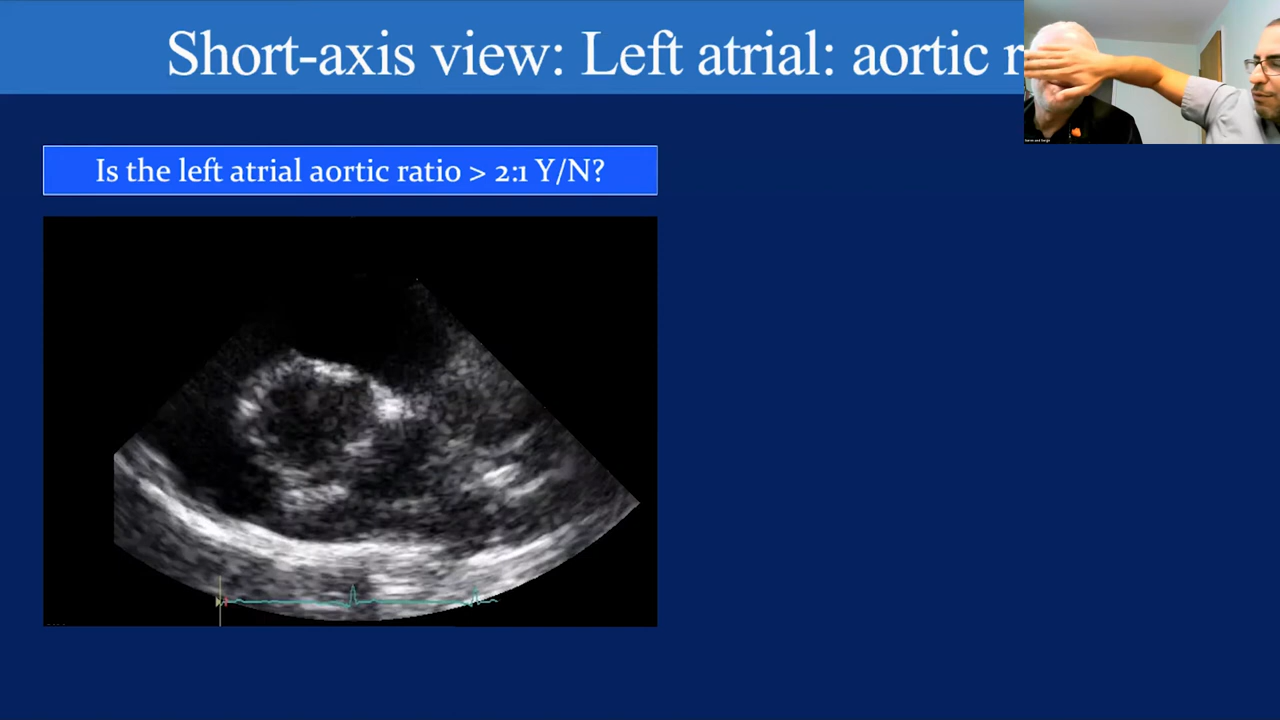 Short-axis view: Left atrial: aortic r
Is the left atrial aortic ratio > 2:1 Y/N?